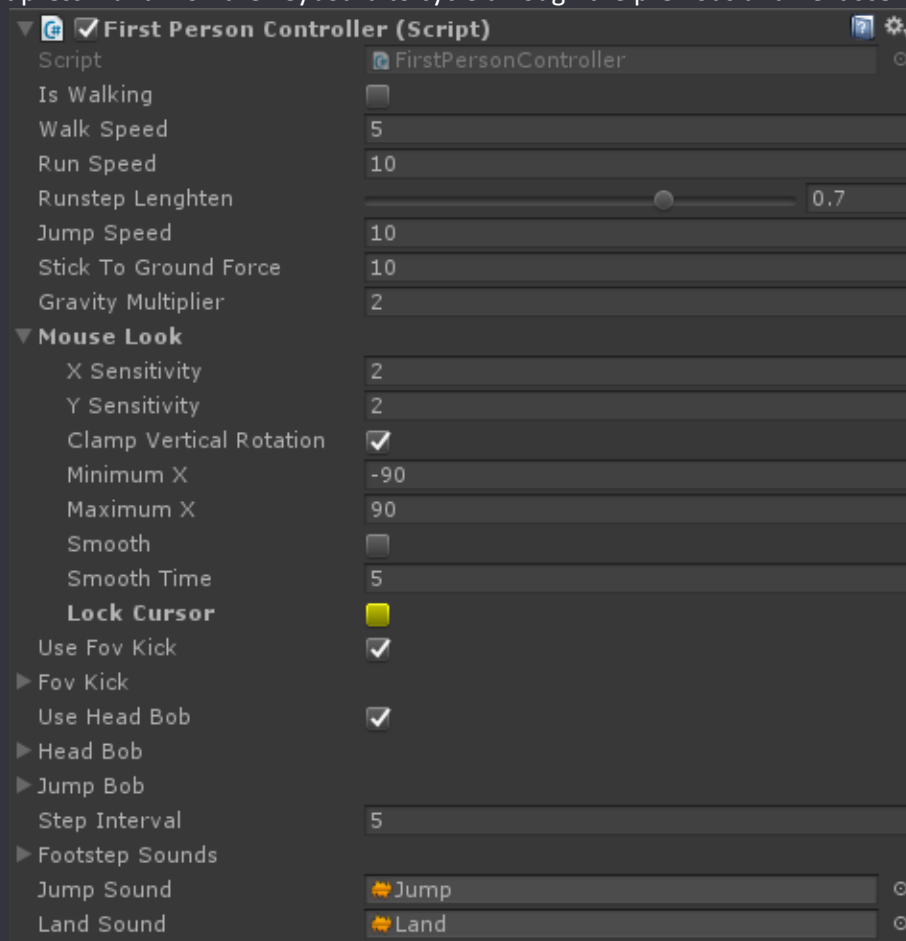 First Person Controller (Script)
Script FirstPersonController
Is Walking
Walk Speed 5
Run Speed 10
Runstep Lenghten 0.7
Jump Speed 10
Stick To Ground Force 10
Gravity Multiplier 2
Mouse Look
X Sensitivity 2
Y Sensitivity 2
Clamp Vertical Rotation
Minimum X -90
Maximum X 90
Smooth
Smooth Time 5
Lock Cursor
Use Fov Kick
Fov Kick
Use Head Bob
Head Bob
Jump Bob
Step Interval 5
Footstep Sounds
Jump Sound Jump
Land Sound Land